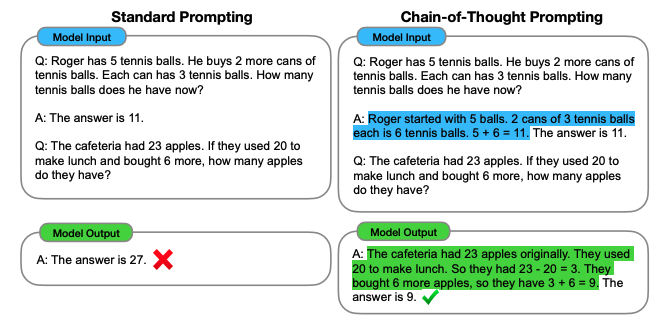 Standard Prompting
Model Input
Q: Roger has 5 tennis balls. He buys 2 more cans of
tennis balls. Each can has 3 tennis balls. How many
tennis balls does he have now?
A: The answer is 11.
Q: The cafeteria had 23 apples. If they used 20 to
make lunch and bought 6 more, how many apples
do they have?
Model Output
A: The answer is 27.
Chain-of-Thought Prompting
Model Input
Q: Roger has 5 tennis balls. He buys 2 more cans of
tennis balls. Each can has 3 tennis balls. How many
tennis balls does he have now?
A: Roger started with 5 balls. 2 cans of 3 tennis balls
each is 6 tennis balls. 5 + 6 = 11. The answer is 11.
Q: The cafeteria had 23 apples. If they used 20 to
make lunch and bought 6 more, how many apples
do they have?
Model Output
A: The cafeteria had 23 apples originally. They used
20 to make lunch. So they had 23 - 20 = 3. They
bought 6 more apples, so they have 3 + 6 = 9. The
answer is 9.